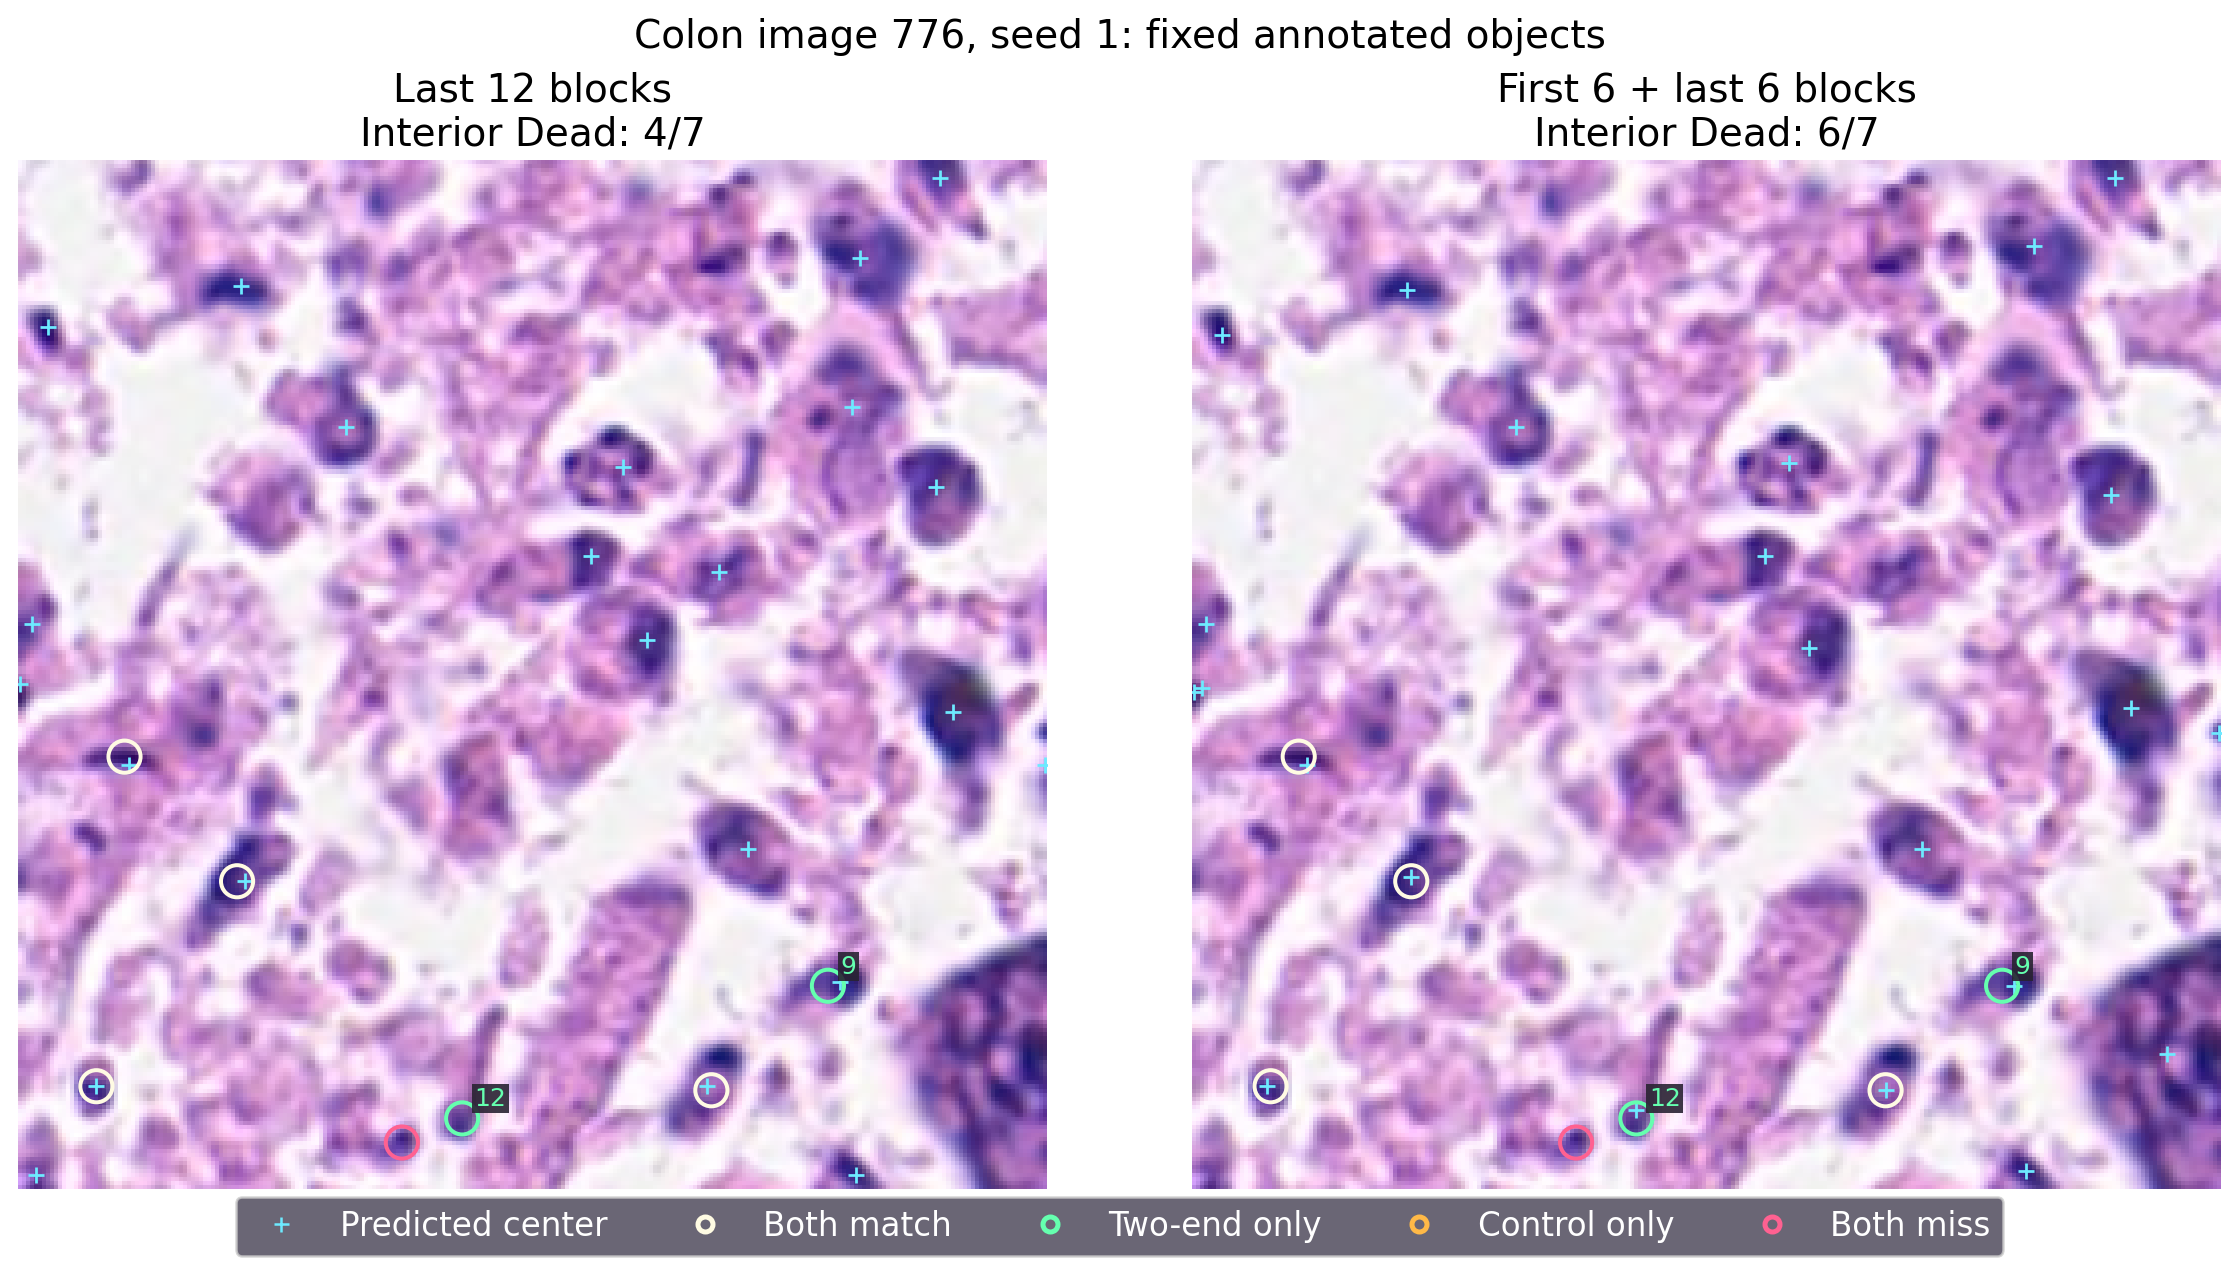 Colon image 776, seed 1: fixed annotated objects
Last 12 blocks
Interior Dead: 4/7
First 6 + last 6 blocks
Interior Dead: 6/7
9
12
9
12
Predicted center
Both match
Two-end only
Control only
Both miss